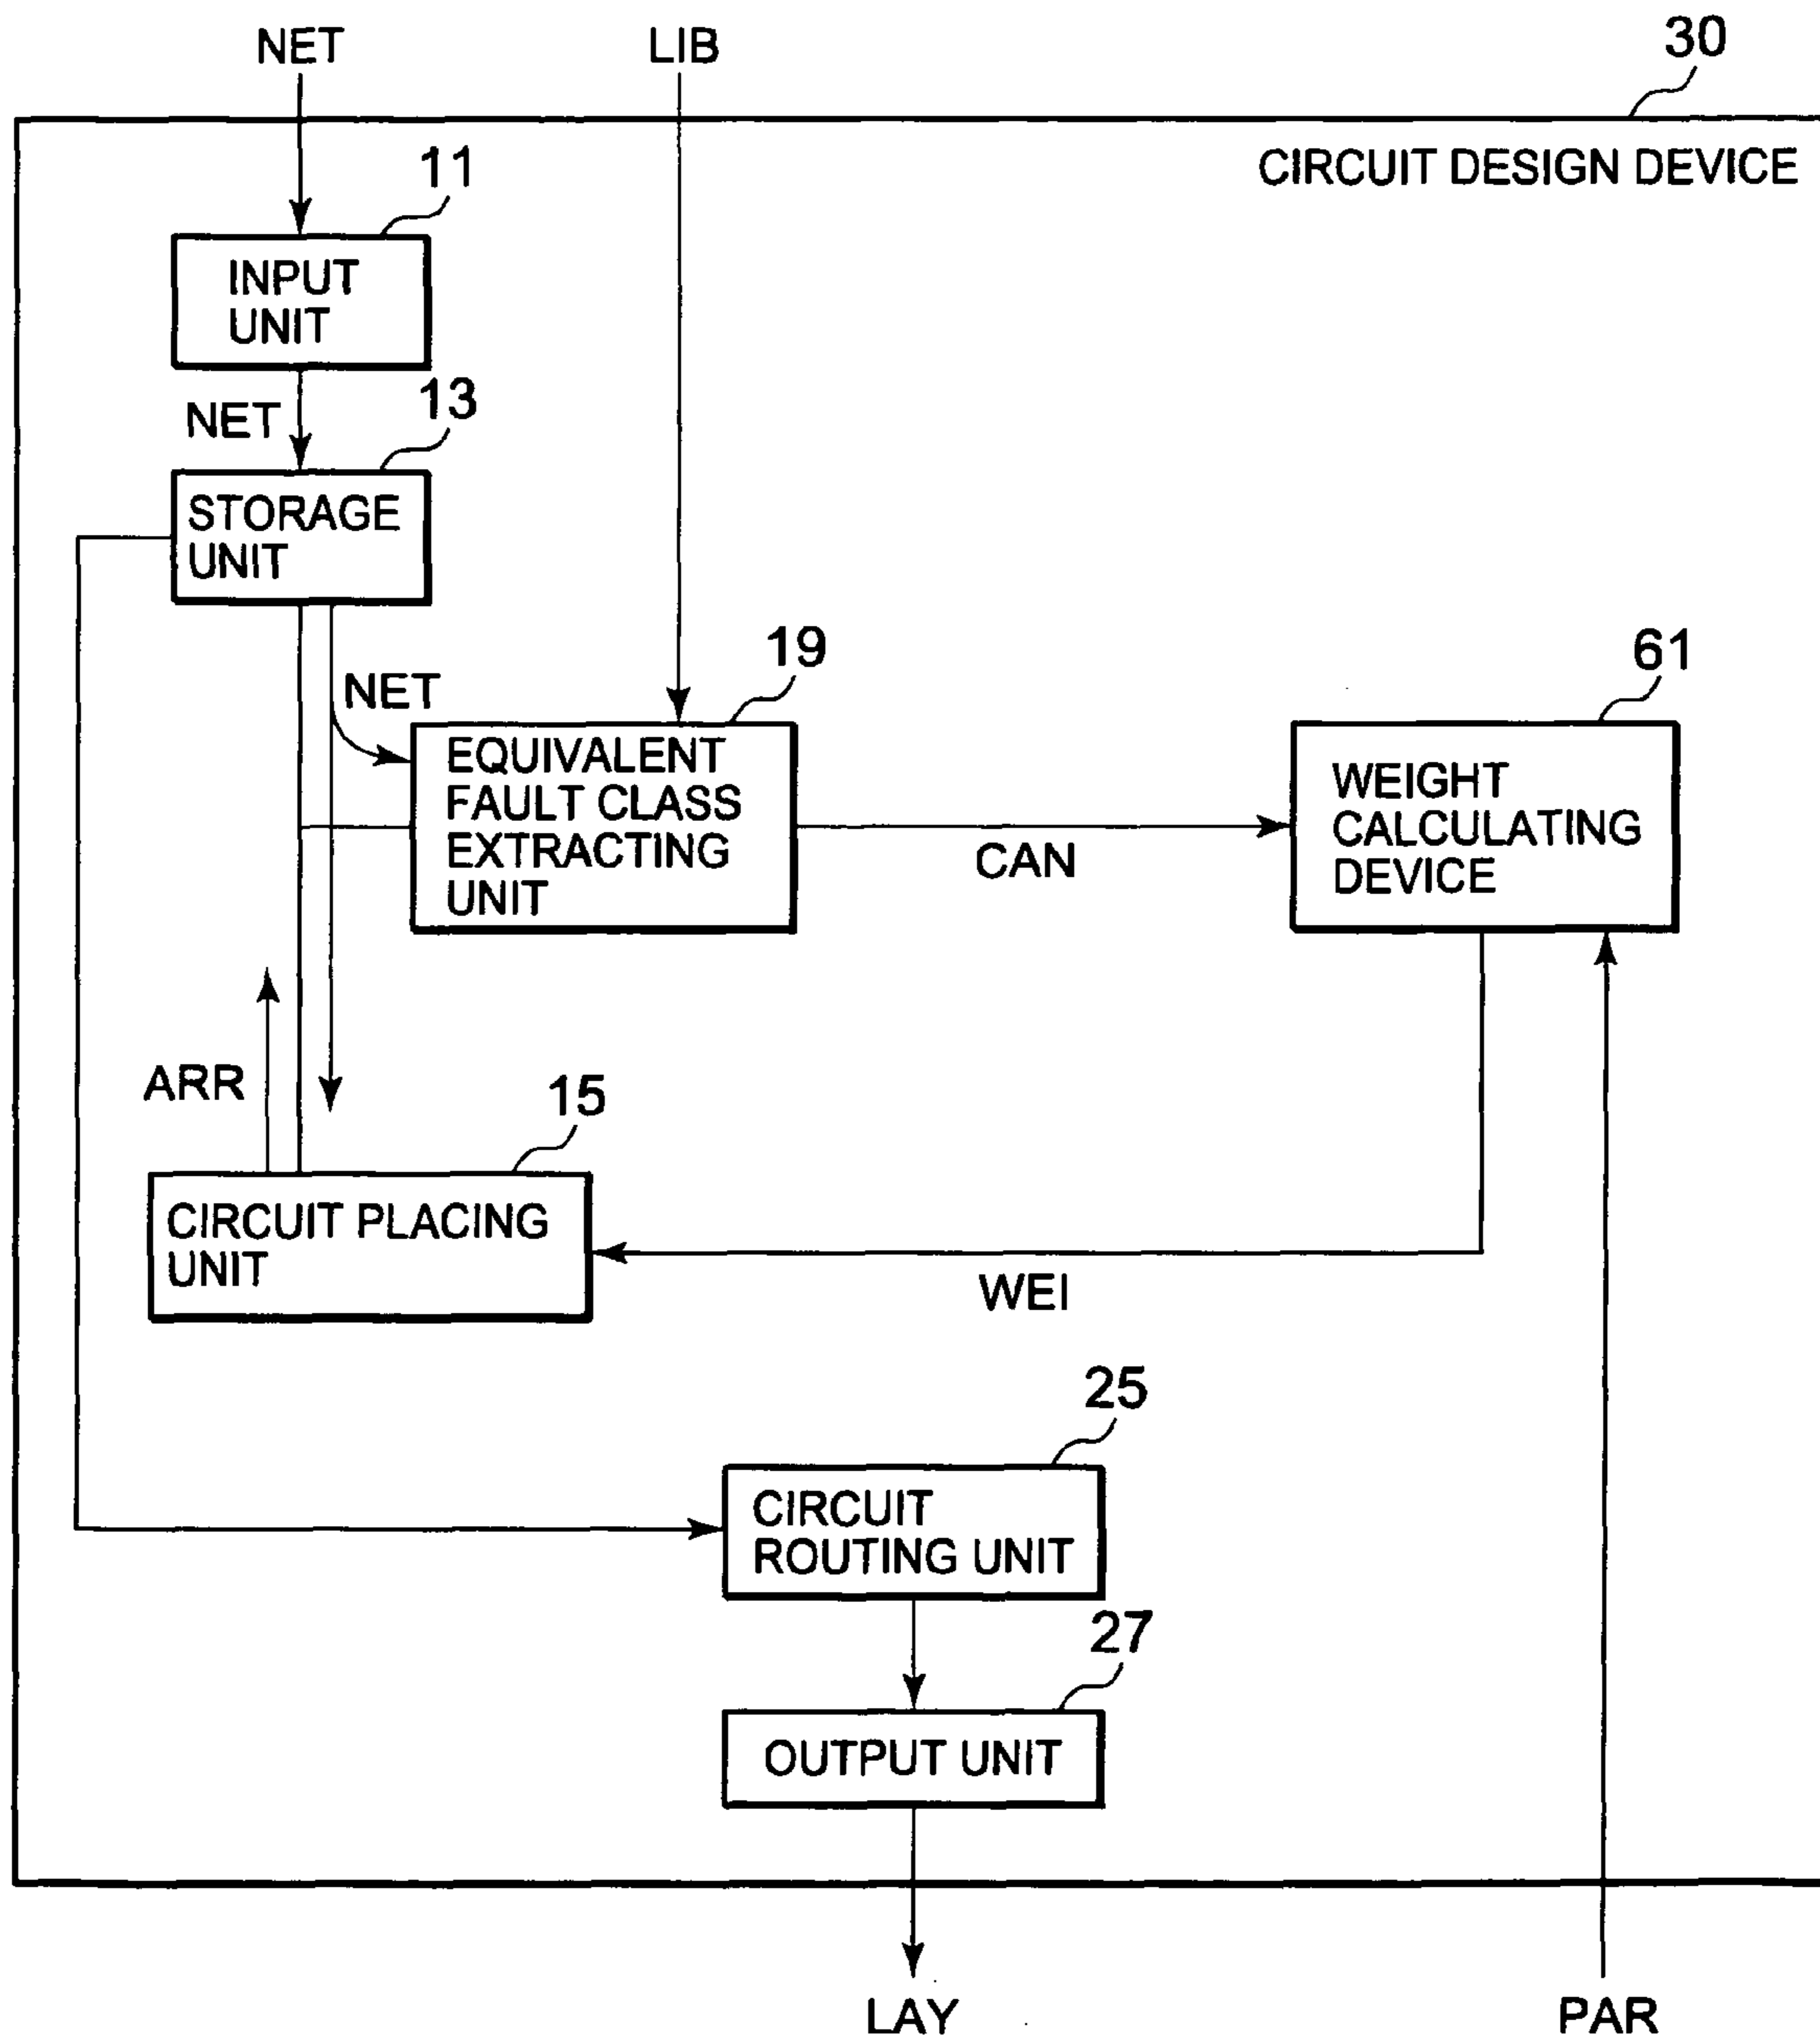 NET
LIB
30
CIRCUIT DESIGN DEVICE
11
INPUT
UNIT
NET
13
STORAGE
UNIT
NET
19
EQUIVALENT
FAULT CLASS
EXTRACTING
UNIT
CAN
61
WEIGHT
CALCULATING
DEVICE
ARR
15
CIRCUIT PLACING
UNIT
WEI
25
CIRCUIT
ROUTING UNIT
27
OUTPUT UNIT
LAY
PAR